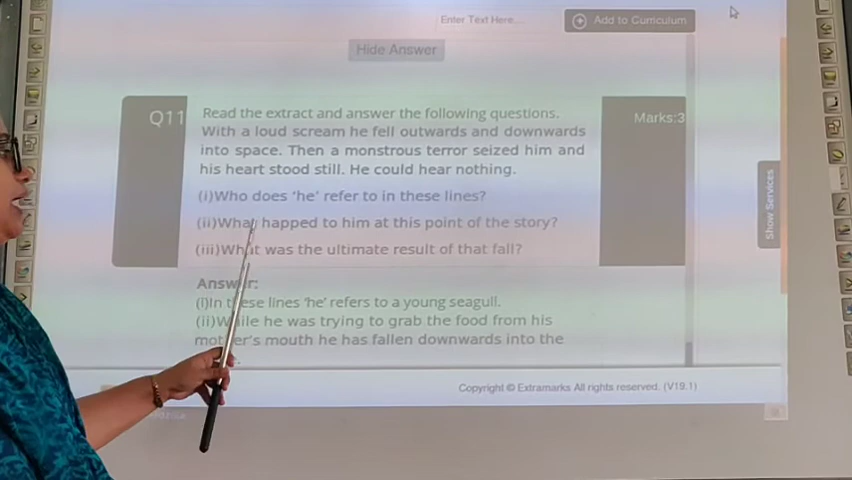 Enter Text Here...
Add to Curriculum
Hide Answer
Q11
Read the extract and answer the following questions.
Marks:3
With a loud scream he fell outwards and downwards
into space. Then a monstrous terror seized him and
his heart stood still. He could hear nothing.
(i)Who does 'he' refer to in these lines?
(ii)What happed to him at this point of the story?
(iii)What was the ultimate result of that fall?
Show Services
Answer:
(i)In these lines 'he' refers to a young seagull.
(ii)While he was trying to grab the food from his
mother's mouth he has fallen downwards into the
Copyright © Extramarks All rights reserved. (V19.1)